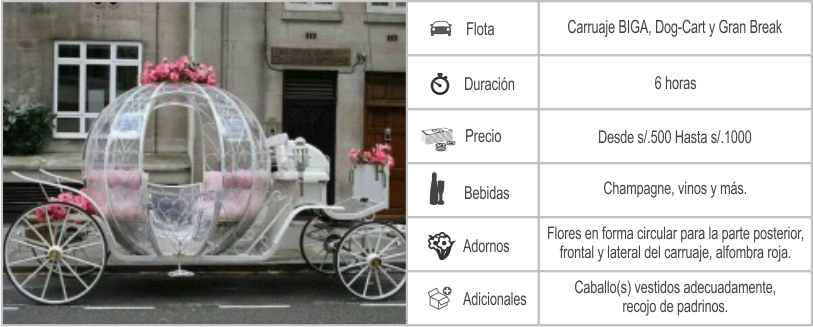 Flota
Carruaje BIGA, Dog-Cart y Gran Break
Duración
6 horas
Precio
Desde s/.500 Hasta s/.1000
Bebidas
Champagne, vinos y más.
Adornos
Flores en forma circular para la parte posterior,
frontal y lateral del carruaje, alfombra roja.
Adicionales
Caballo(s) vestidos adecuadamente,
recojo de padrinos.